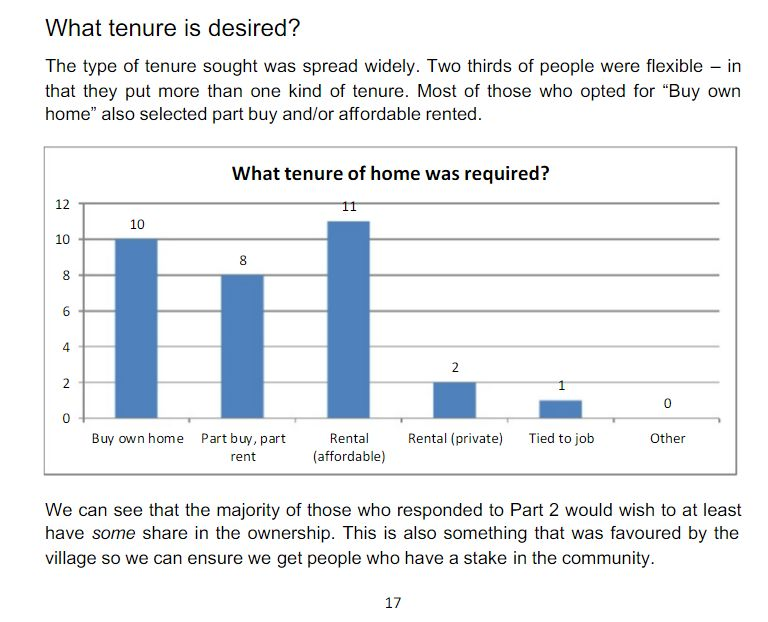 What tenure is desired?
The type of tenure sought was spread widely. Two thirds of people were flexible – in
that they put more than one kind of tenure. Most of those who opted for “Buy own
home” also selected part buy and/or affordable rented.
What tenure of home was required?
12
10
8
6
4
2
0
10
8
11
2
1
0
Buy own home
Part buy, part
rent
Rental
(affordable)
Rental (private)
Tied to job
Other
We can see that the majority of those who responded to Part 2 would wish to at least
have some share in the ownership. This is also something that was favoured by the
village so we can ensure we get people who have a stake in the community.
17